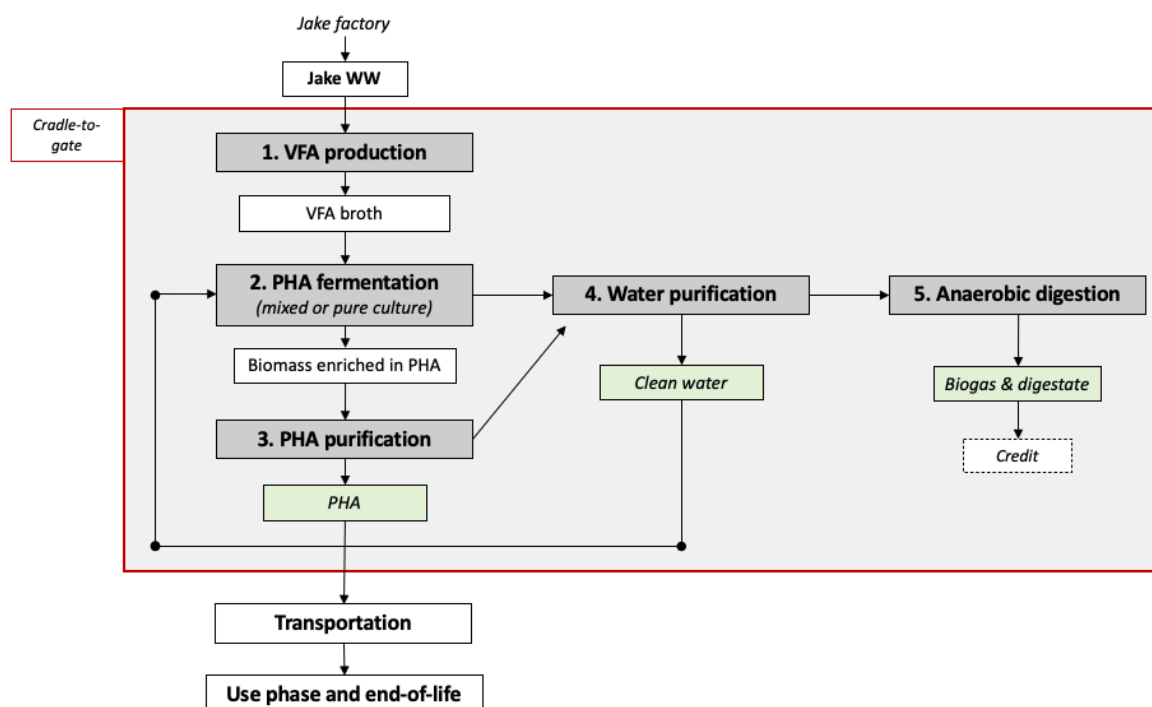 Jake factory
Jake WW
Cradle-to-
gate
1. VFA production
VFA broth
2. PHA fermentation
(mixed or pure culture)
4. Water purification
5. Anaerobic digestion
Biomass enriched in PHA
Clean water
Biogas & digestate
3. PHA purification
Credit
PHA
Transportation
Use phase and end-of-life